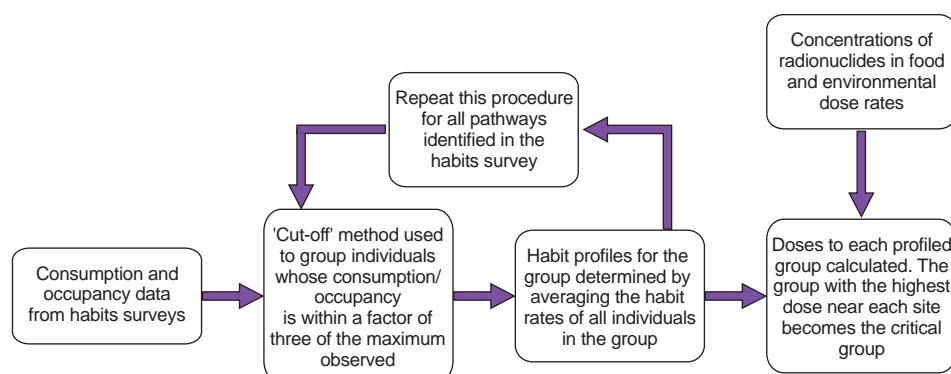 Consumption and
occupancy data
from habits surveys
'Cut-off' method used
to group individuals
whose consumption/
occupancy
is within a factor of
three of the maximum
observed
Repeat this procedure
for all pathways
identified in the
habits survey
Habit profiles for the
group determined by
averaging the habit
rates of all individuals
in the group
Concentrations of
radionuclides in food
and environmental
dose rates
Doses to each profiled
group calculated. The
group with the highest
dose near each site
becomes the critical
group